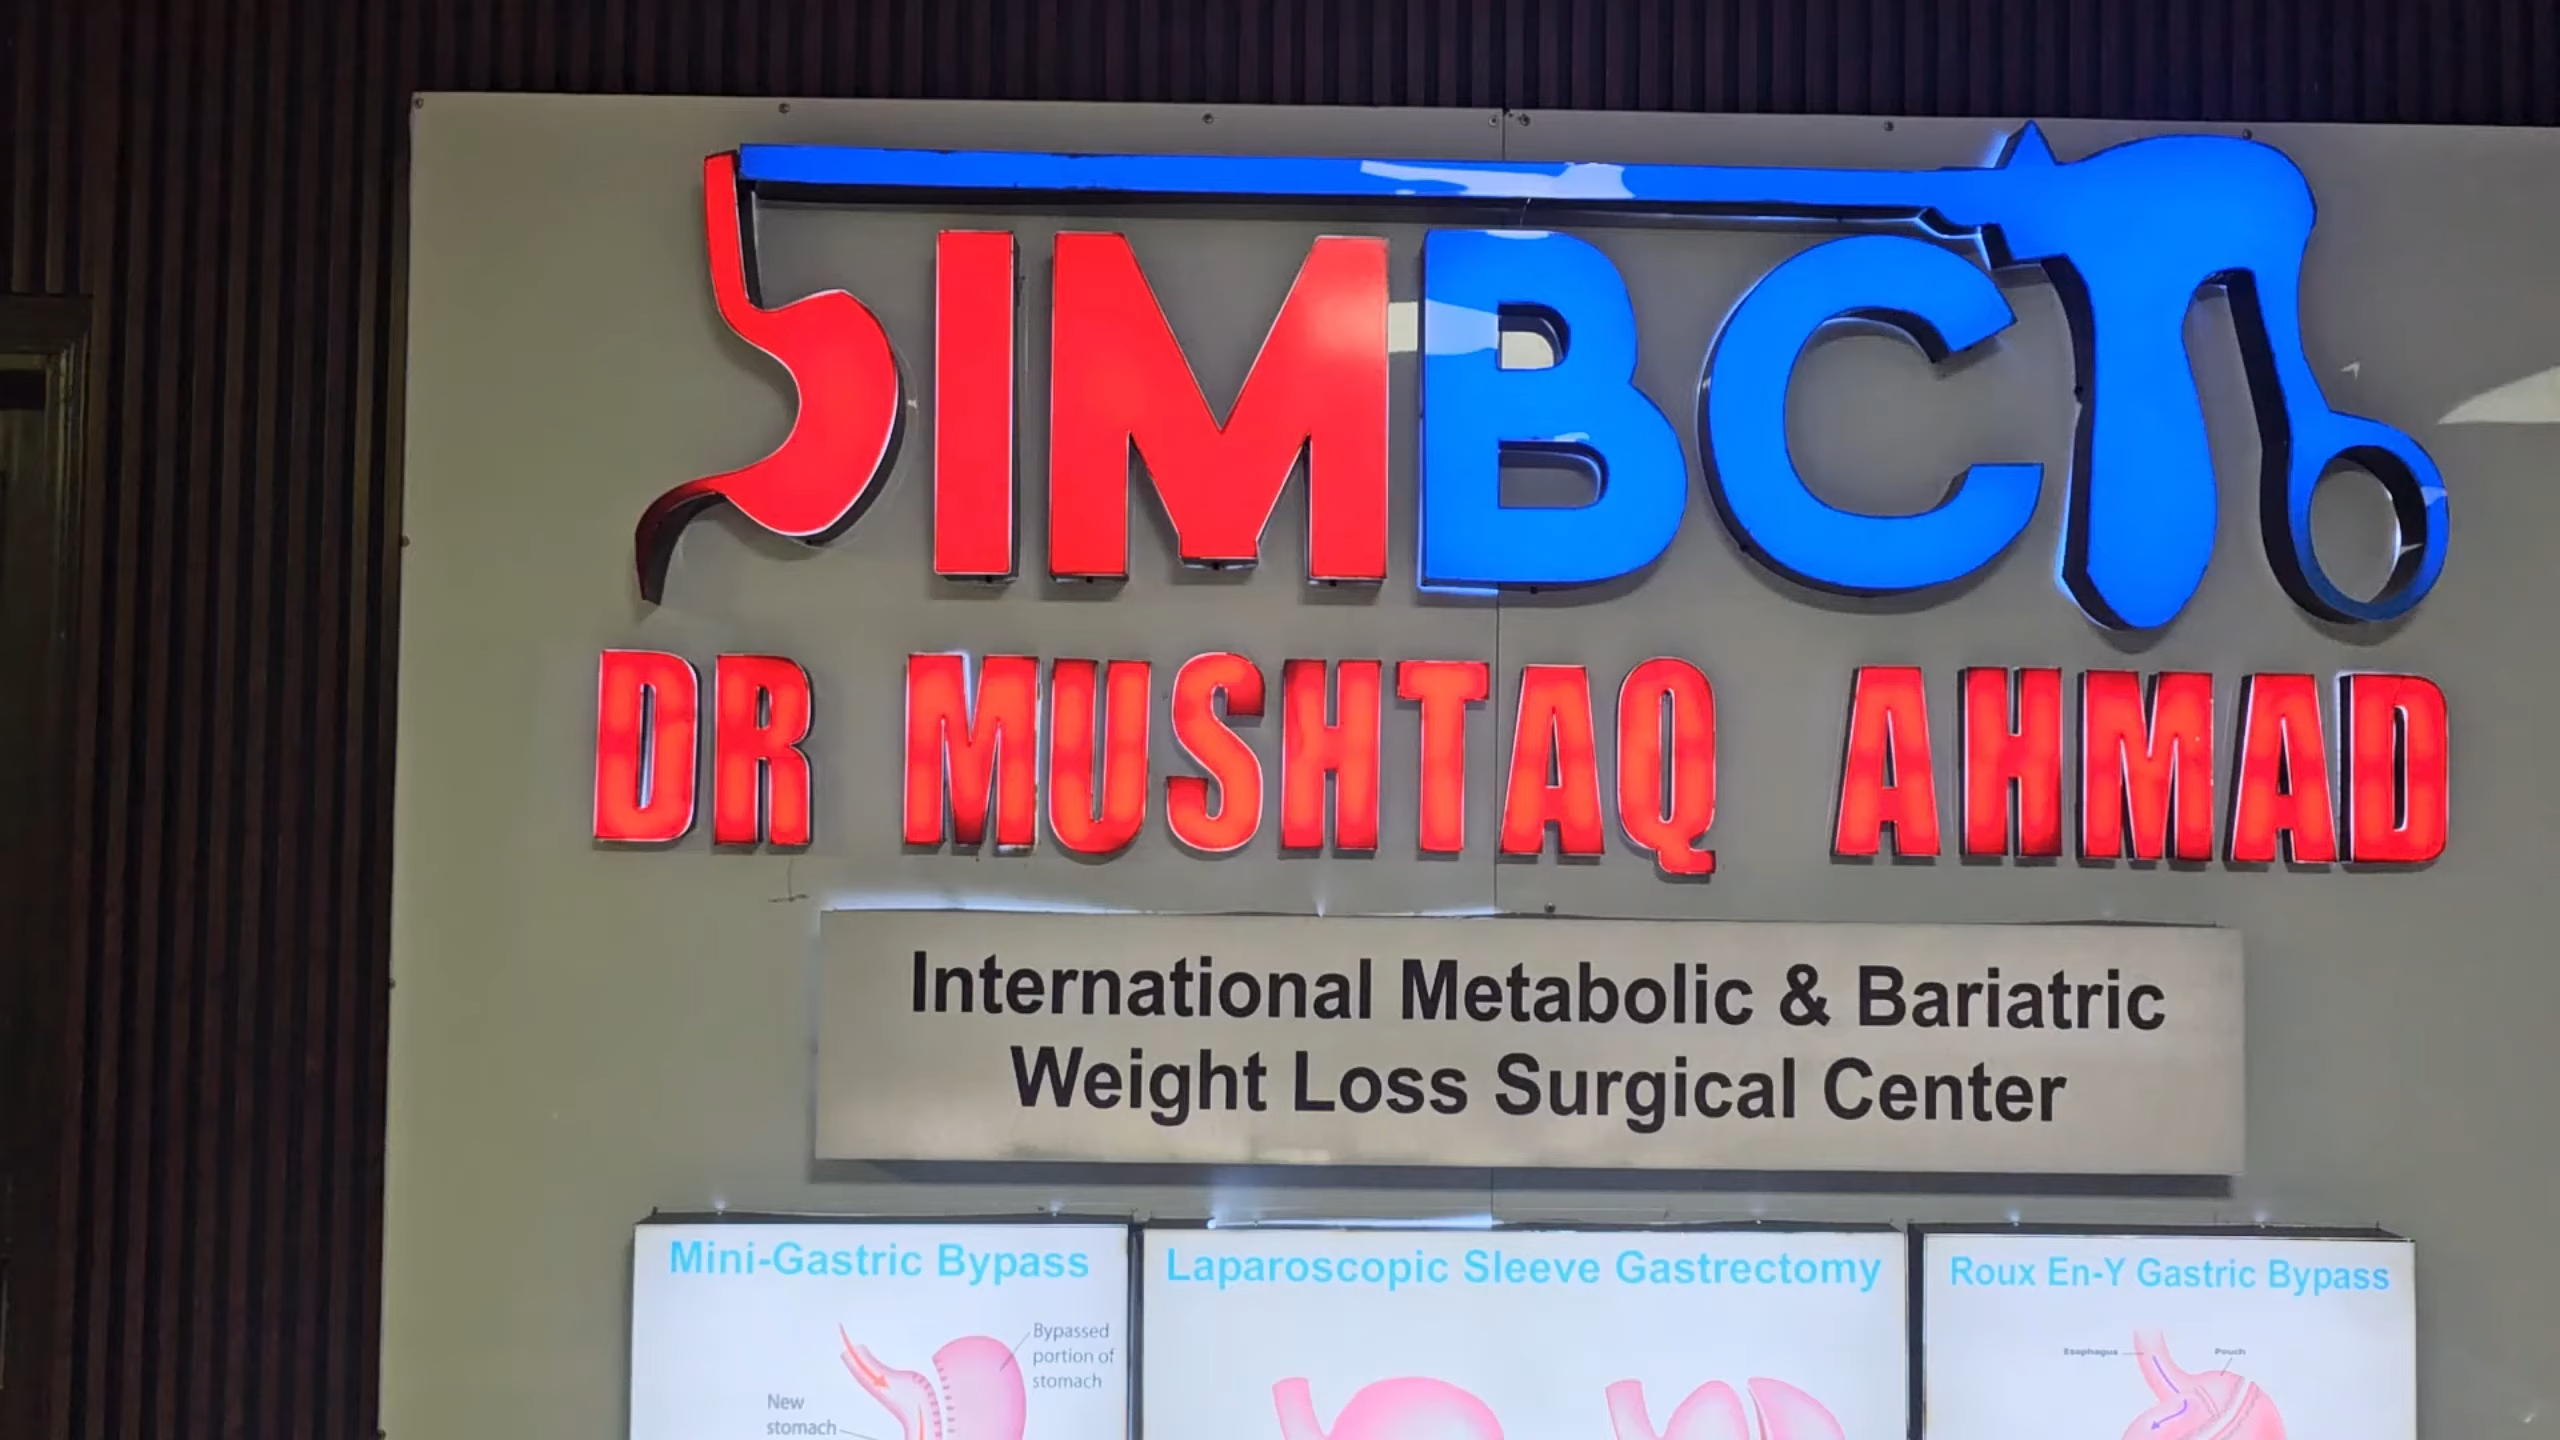 IMBC
DR MUSHTAQ AHMAD
International Metabolic & Bariatric
Weight Loss Surgical Center
Mini-Gastric Bypass
Bypassed
portion of
stomach
New
stomach
Laparoscopic Sleeve Gastrectomy
Roux En-Y Gastric Bypass
Esophagus
Pouch